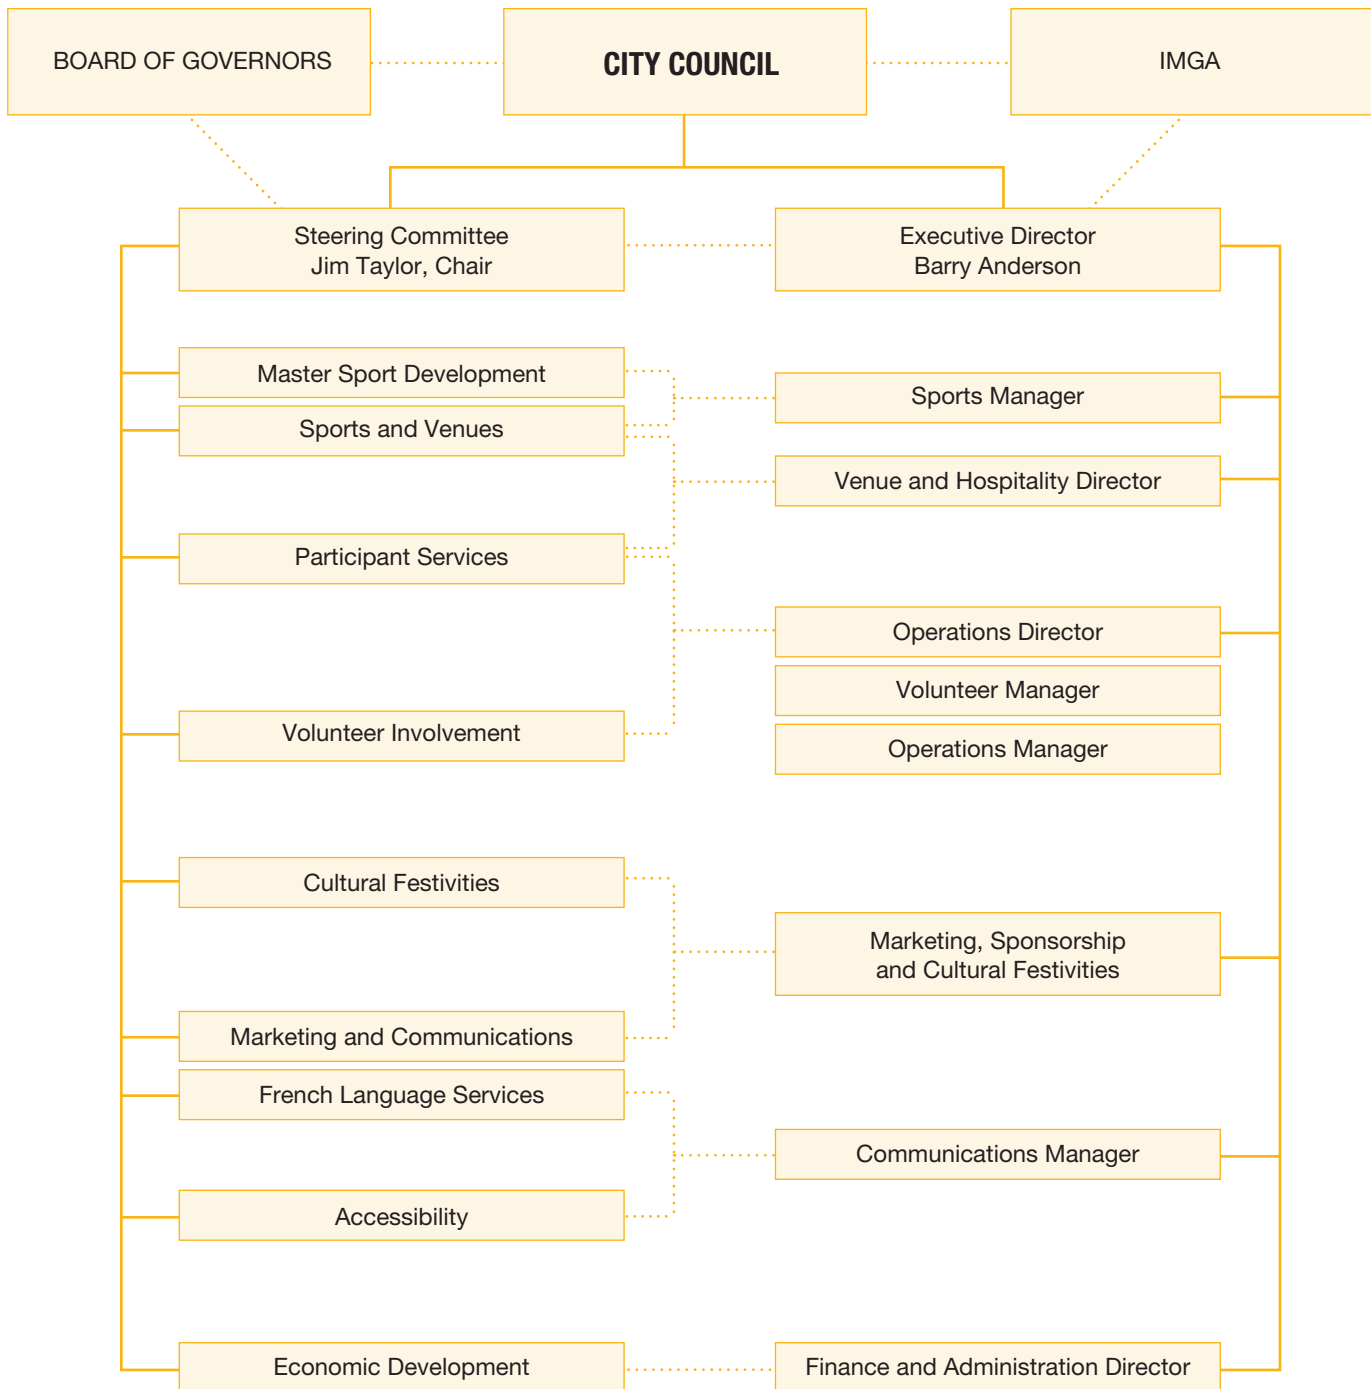 BOARD OF GOVERNORS
CITY COUNCIL
IMGA
Steering Committee
Jim Taylor, Chair
Executive Director
Barry Anderson
Master Sport Development
Sports Manager
Sports and Venues
Venue and Hospitality Director
Participant Services
Operations Director
Volunteer Manager
Volunteer Involvement
Operations Manager
Cultural Festivities
Marketing, Sponsorship
and Cultural Festivities
Marketing and Communications
French Language Services
Communications Manager
Accessibility
Economic Development
Finance and Administration Director